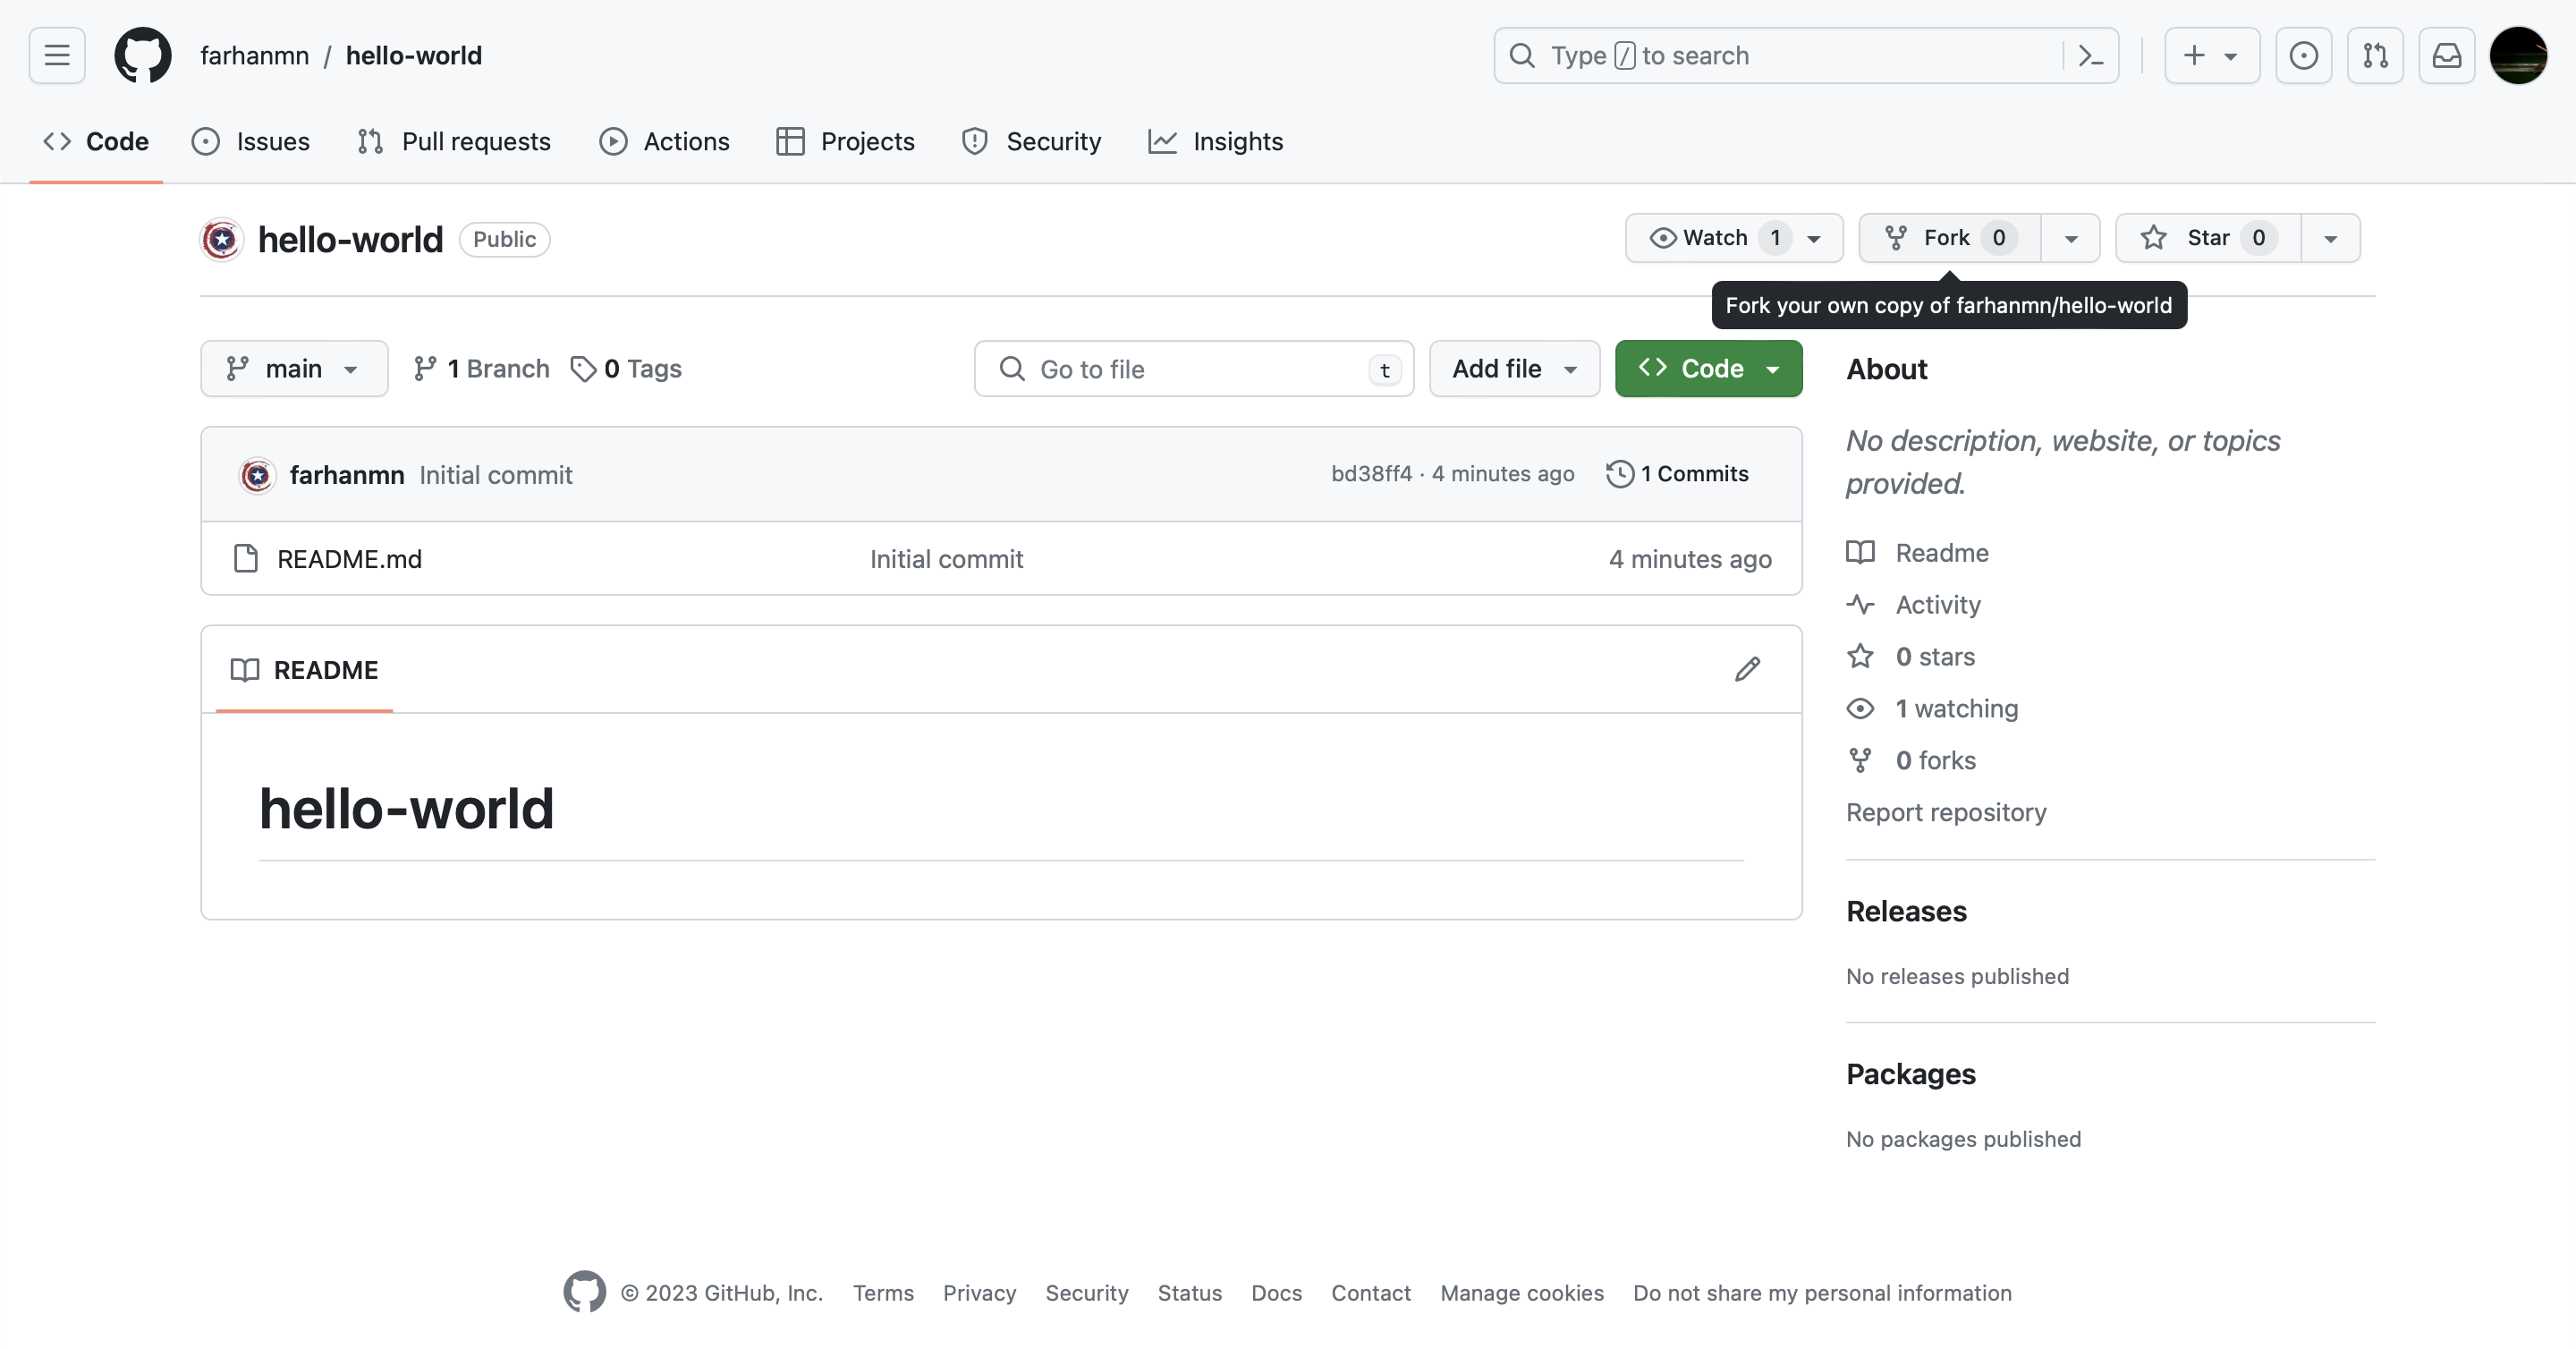 farhanmn / hello-world
Type / to search
Code Issues Pull requests Actions Projects Security Insights
hello-world Public
Watch 1 Fork 0 Star 0
Fork your own copy of farhanmn/hello-world
main 1 Branch 0 Tags
Go to file t
Add file
Code
farhanmn Initial commit
bd38ff4 · 4 minutes ago
1 Commits
README.md Initial commit 4 minutes ago
README
hello-world
About
No description, website, or topics
provided.
Readme
Activity
0 stars
1 watching
0 forks
Report repository
Releases
No releases published
Packages
No packages published
© 2023 GitHub, Inc. Terms Privacy Security Status Docs Contact Manage cookies Do not share my personal information